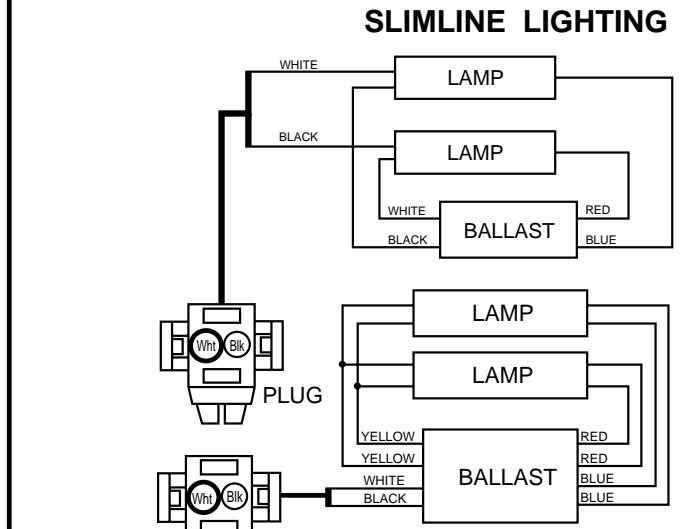 SLIMLINE LIGHTING
WHITE
LAMP
BLACK
LAMP
WHITE
RED
BALLAST
BLACK
BLUE
Wht
Blk
PLUG
LAMP
LAMP
YELLOW
RED
YELLOW
RED
BALLAST
WHITE
BLUE
BLACK
BLUE
Wht
Blk